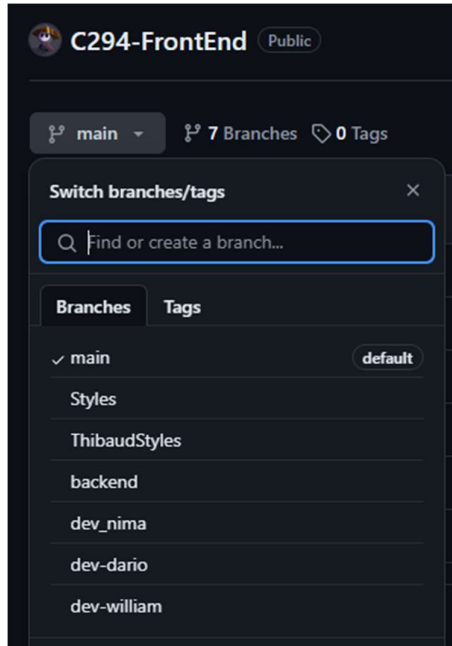 C294-FrontEnd Public
main 7 Branches 0 Tags
Switch branches/tags
Find or create a branch...
Branches Tags
main default
Styles
ThibaudStyles
backend
dev_nima
dev-dario
dev-william